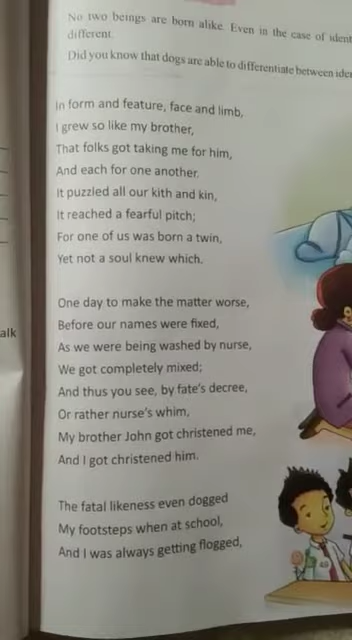 No two beings are born alike. Even in the case of
different.
Did you know that dogs are able to differentiate between
In form and feature, face and limb,
I grew so like my brother,
That folks got taking me for him,
And each for one another.
It puzzled all our kith and kin,
It reached a fearful pitch;
For one of us was born a twin,
Yet not a soul knew which.
One day to make the matter worse,
Before our names were fixed,
As we were being washed by nurse,
We got completely mixed;
And thus you see, by fate's decree,
Or rather nurse's whim,
My brother John got christened me,
And I got christened him.
The fatal likeness even dogged
My footsteps when at school,
And I was always getting flogged,
alk